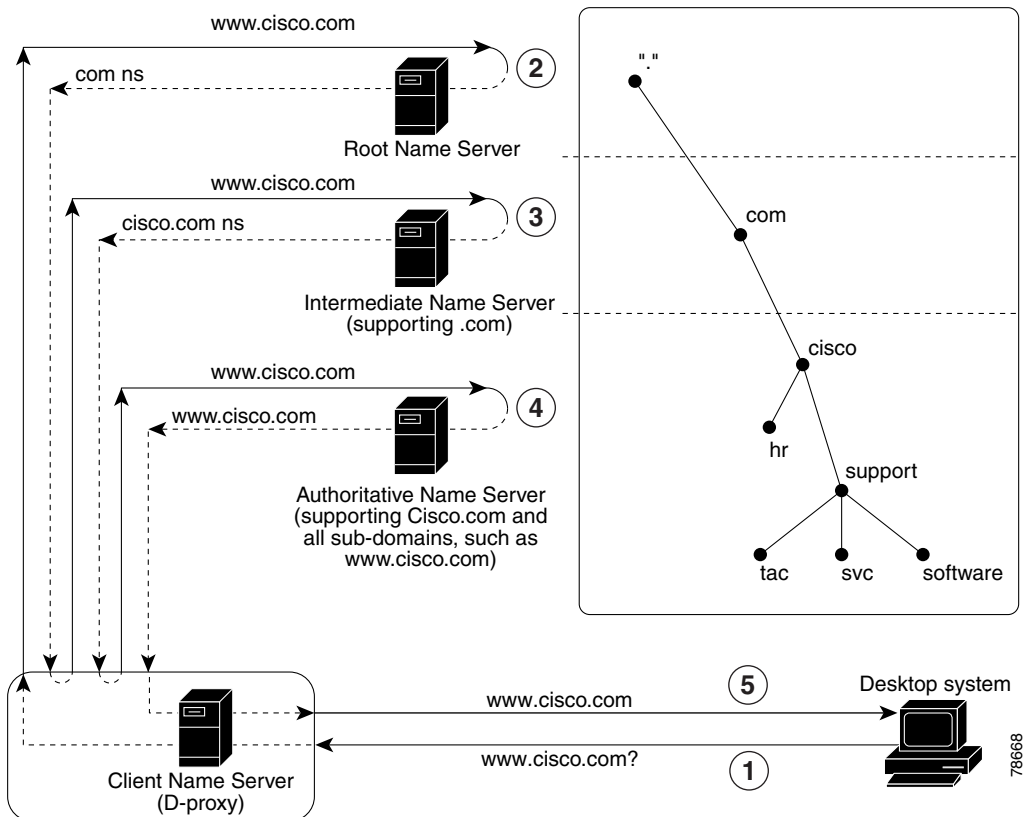 www.cisco.com
com ns
2
Root Name Server
www.cisco.com
cisco.com ns
3
Intermediate Name Server
(supporting .com)
www.cisco.com
www.cisco.com
4
Authoritative Name Server
(supporting Cisco.com and
all sub-domains, such as
www.cisco.com)
"."
com
cisco
hr
support
tac
svc
software
5
www.cisco.com
Desktop system
www.cisco.com?
1
Client Name Server
(D-proxy)
78668